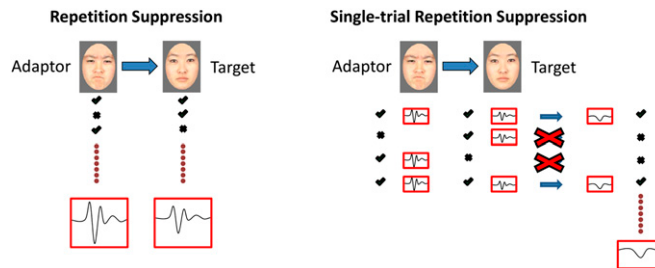 Repetition Suppression
Adaptor
Target
Single-trial Repetition Suppression
Adaptor
Target